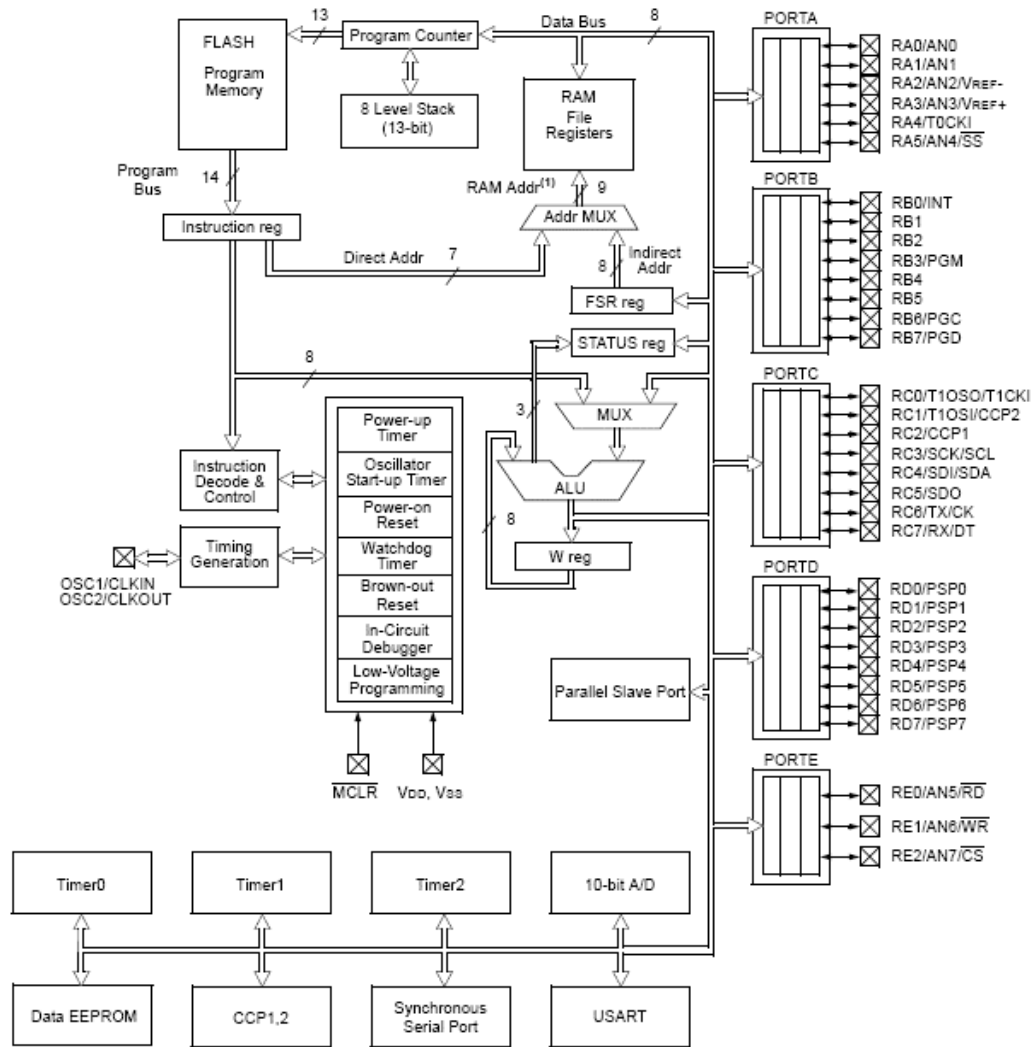 13
Data Bus
8
PORTA
FLASH
Program
Memory
Program Counter
8 Level Stack
(13-bit)
RAM
File
Registers
RA0/AN0
RA1/AN1
RA2/AN2/VREF-
RA3/AN3/VREF+
RA4/T0CKI
RA5/AN4/SS
Program
Bus
14
RAM Addr(1)
9
PORTB
Instruction reg
Addr MUX
Direct Addr
7
8
Indirect
Addr
FSR reg
RB0/INT
RB1
RB2
RB3/PGM
RB4
RB5
RB6/PGC
RB7/PGD
STATUS reg
8
3
MUX
PORTC
RC0/T1OSO/T1CKI
RC1/T1OSI/CCP2
RC2/CCP1
RC3/SCK/SCL
RC4/SDI/SDA
RC5/SDO
RC6/TX/CK
RC7/RX/DT
Power-up
Timer
Instruction
Decode &
Control
Oscillator
Start-up Timer
ALU
Power-on
Reset
8
Timing
Generation
Watchdog
Timer
W reg
OSC1/CLKIN
OSC2/CLKOUT
Brown-out
Reset
In-Circuit
Debugger
Low-Voltage
Programming
PORTD
RD0/PSP0
RD1/PSP1
RD2/PSP2
RD3/PSP3
RD4/PSP4
RD5/PSP5
RD6/PSP6
RD7/PSP7
Parallel Slave Port
MCLR
VDD, VSS
PORTE
RE0/AN5/RD
RE1/AN6/WR
RE2/AN7/CS
Timer0
Timer1
Timer2
10-bit A/D
Data EEPROM
CCP1,2
Synchronous
Serial Port
USART